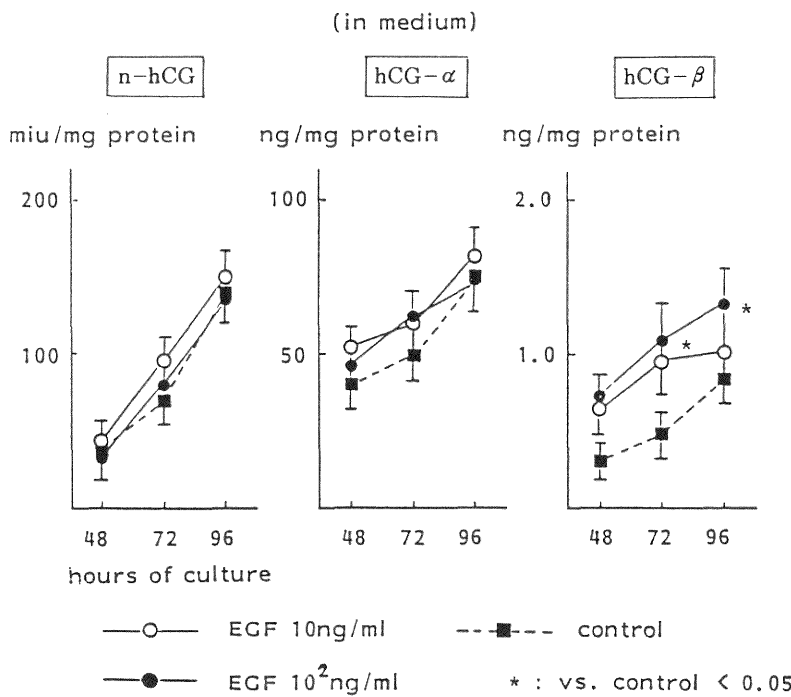 (in medium)
n-hCG hCG-α hCG-β
miu/mg protein ng/mg protein ng/mg protein
200 100 2.0
100 50 1.0
* *
48 72 96 48 72 96 48 72 96
hours of culture
EGF 10ng/ml control
EGF 10²ng/ml * : vs. control < 0.05